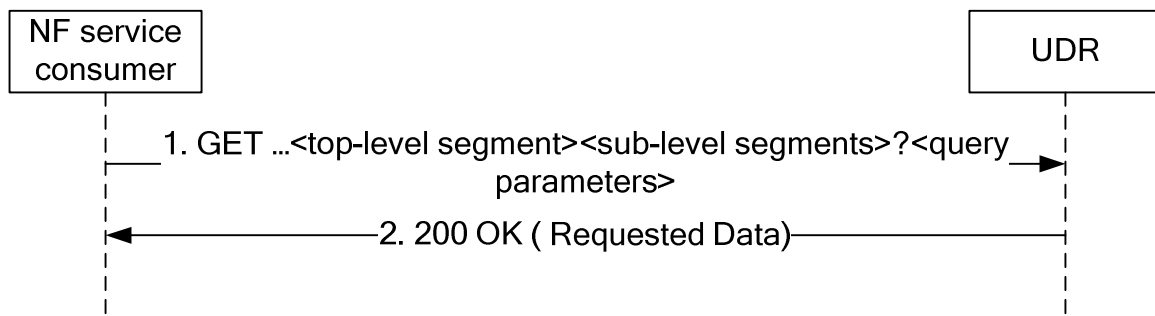 NF service
consumer
UDR
1. GET ...<top-level segment><sub-level segments>?<query
parameters>
2. 200 OK ( Requested Data)